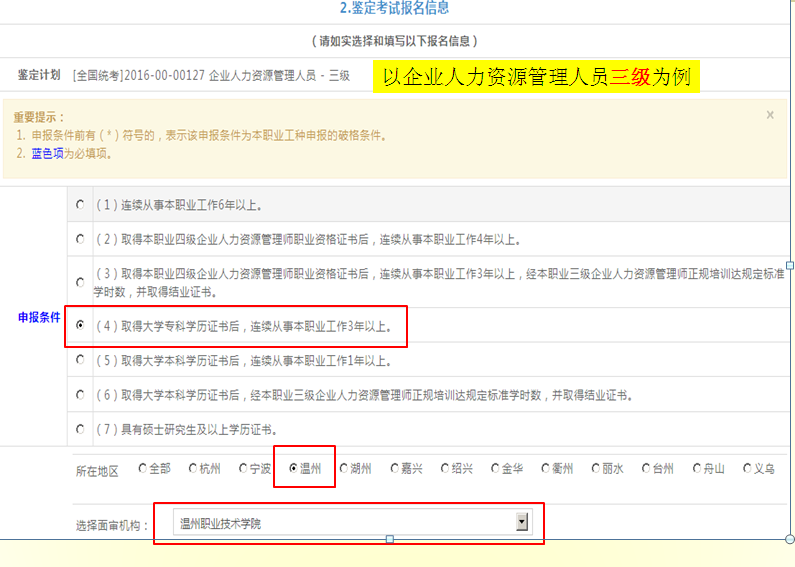 2.鉴定考试报名信息
（请如实选择和填写以下报名信息）
鉴定计划 [全国统考]2016-00-00127 企业人力资源管理人员 - 三级
以企业人力资源管理人员三级为例
重要提示：
1. 申报条件前有（*）符号的，表示该申报条件为本职业工种申报的破格条件。
2. 蓝色项为必填项。
×
申报条件
（1）连续从事本职业工作6年以上。
（2）取得本职业四级企业人力资源管理师职业资格证书后，连续从事本职业工作4年以上。
（3）取得本职业四级企业人力资源管理师职业资格证书后，连续从事本职业工作3年以上，经本职业三级企业人力资源管理师正规培训达规定标准
学时数，并取得结业证书。
（4）取得大学专科学历证书后，连续从事本职业工作3年以上。
（5）取得大学本科学历证书后，连续从事本职业工作1年以上。
（6）取得大学本科学历证书后，经本职业三级企业人力资源管理师正规培训达规定标准学时数，并取得结业证书。
（7）具有硕士研究生及以上学历证书。
所在地区 全部 杭州 宁波 温州 湖州 嘉兴 绍兴 金华 衢州 丽水 台州 舟山 义乌
选择面审机构： 温州职业技术学院